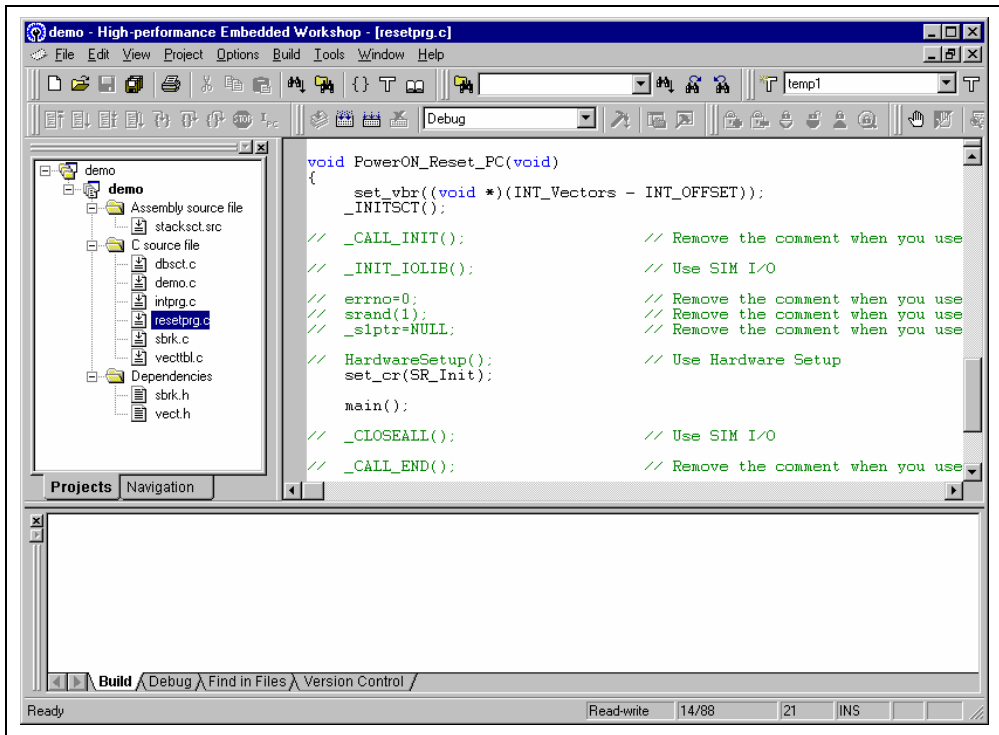 demo - High-performance Embedded Workshop - [resetprg.c]
File Edit View Project Options Build Tools Window Help
temp1
Debug
demo
demo
Assembly source file
stacksct.src
C source file
dbsct.c
demo.c
intprg.c
resetprg.c
sbrk.c
vecttbl.c
Dependencies
sbrk.h
vect.h
Projects Navigation
void PowerON_Reset_PC(void)
{
set_vbr((void *)(INT_Vectors - INT_OFFSET));
_INITSCT();
// _CALL_INIT(); // Remove the comment when you use
// _INIT_IOLIB(); // Use SIM I/O
// errno=0; // Remove the comment when you use
// srand(1); // Remove the comment when you use
// _s1ptr=NULL; // Remove the comment when you use
// HardwareSetup(); // Use Hardware Setup
set_cr(SR_Init);
main();
// _CLOSEALL(); // Use SIM I/O
// _CALL_END(); // Remove the comment when you use
Build Debug Find in Files Version Control
Ready Read-write 14/88 21 INS